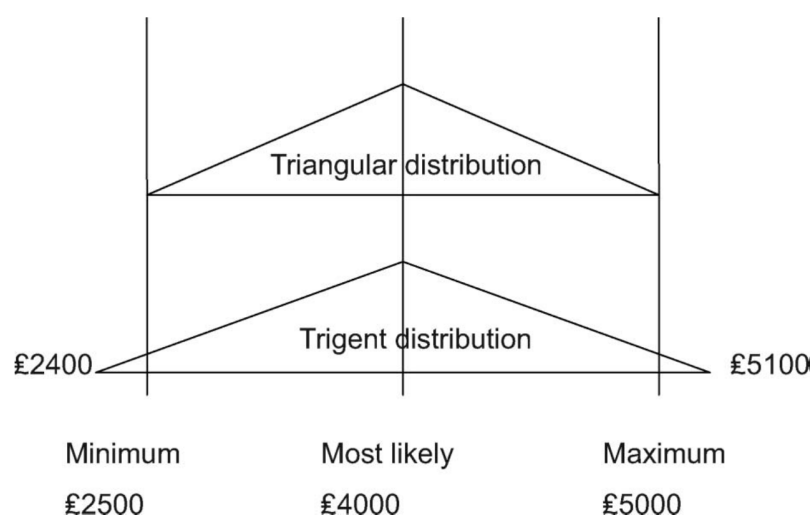 Triangular distribution
Trigent distribution
£2400
£5100
Minimum Most likely Maximum
£2500 £4000 £5000